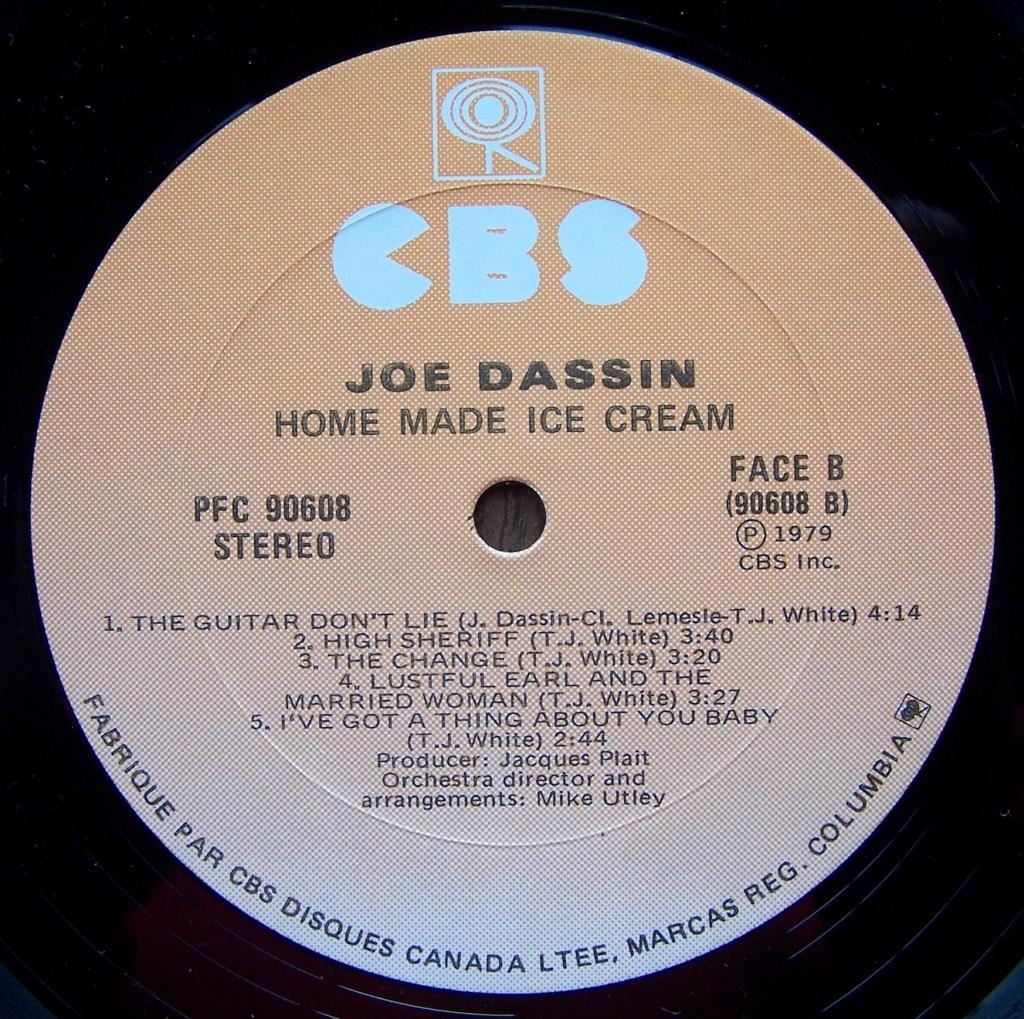 CBS
JOE DASSIN
HOME MADE ICE CREAM
PFC 90608
STEREO
FACE B
(90608 B)
Ⓟ 1979
CBS Inc.
1. THE GUITAR DON'T LIE (J. Dassin-Cl. Lemesle-T.J. White) 4:14
2. HIGH SHERIFF (T.J. White) 3:40
3. THE CHANGE (T.J. White) 3:20
4. LUSTFUL EARL AND THE
MARRIED WOMAN (T.J. White) 3:27
5. I'VE GOT A THING ABOUT YOU BABY
(T.J. White) 2:44
Producer: Jacques Plait
Orchestra director and
arrangements: Mike Utley
FABRIQUE PAR CBS DISQUES CANADA LTEE, MARCAS REG. COLUMBIA